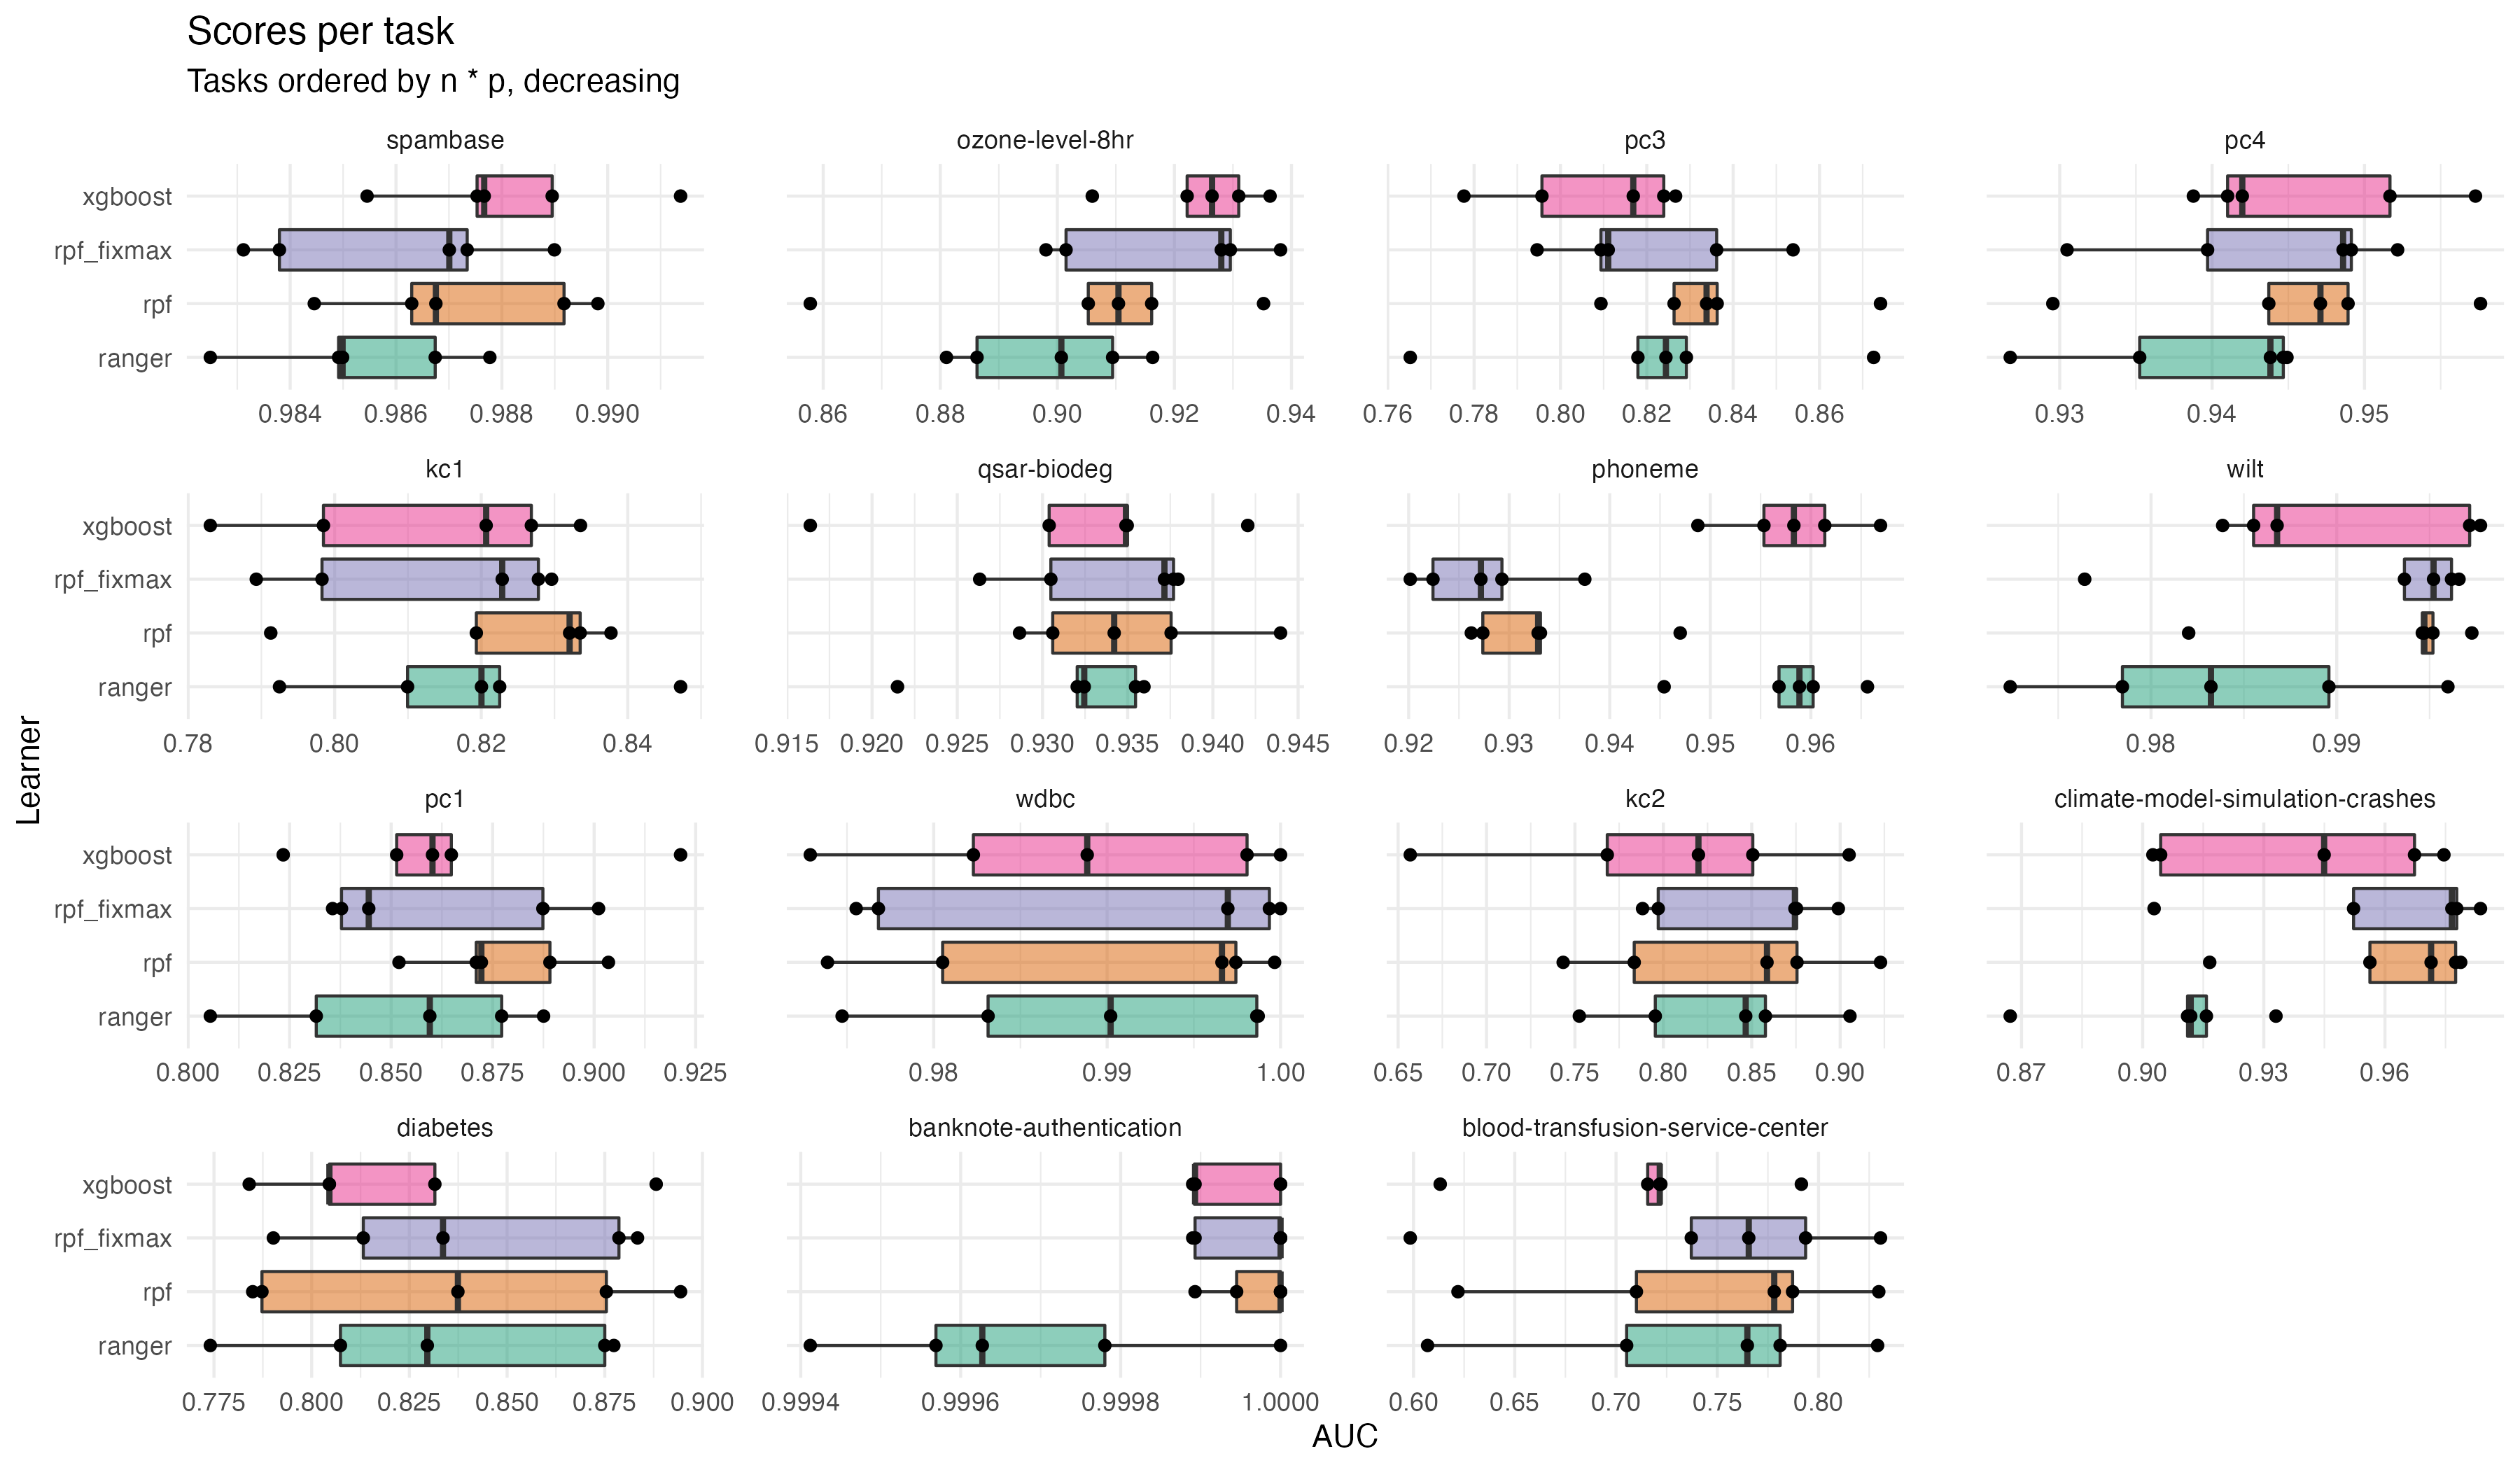 Scores per task
Tasks ordered by n * p, decreasing
spambase
ozone-level-8hr
pc3
pc4
xgboost
rpf_fixmax
rpf
ranger
0.984 0.986 0.988 0.990
0.86 0.88 0.90 0.92 0.94
0.76 0.78 0.80 0.82 0.84 0.86
0.93 0.94 0.95
kc1
qsar-biodeg
phoneme
wilt
xgboost
rpf_fixmax
rpf
ranger
0.78 0.80 0.82 0.84
0.915 0.920 0.925 0.930 0.935 0.940 0.945
0.92 0.93 0.94 0.95 0.96
0.98 0.99
Learner
pc1
wdbc
kc2
climate-model-simulation-crashes
xgboost
rpf_fixmax
rpf
ranger
0.800 0.825 0.850 0.875 0.900 0.925
0.98 0.99 1.00
0.65 0.70 0.75 0.80 0.85 0.90
0.87 0.90 0.93 0.96
diabetes
banknote-authentication
blood-transfusion-service-center
xgboost
rpf_fixmax
rpf
ranger
0.775 0.800 0.825 0.850 0.875 0.900
0.9994 0.9996 0.9998 1.0000
0.60 0.65 0.70 0.75 0.80
AUC